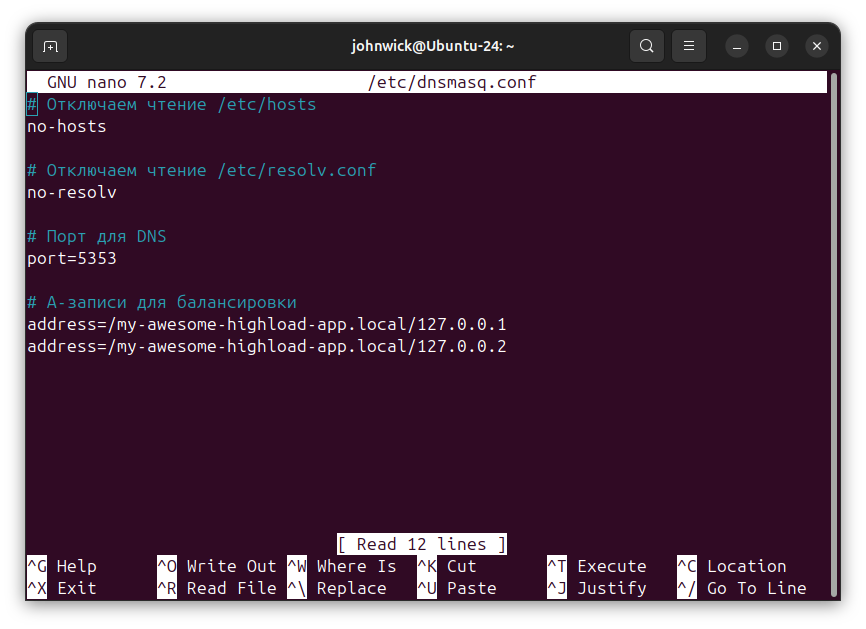 johnwick@Ubuntu-24: ~
GNU nano 7.2 /etc/dnsmasq.conf
# Отключаем чтение /etc/hosts
no-hosts
# Отключаем чтение /etc/resolv.conf
no-resolv
# Порт для DNS
port=5353
# A-записи для балансировки
address=/my-awesome-highload-app.local/127.0.0.1
address=/my-awesome-highload-app.local/127.0.0.2
[ Read 12 lines ]
^G Help ^O Write Out ^W Where Is ^K Cut ^T Execute ^C Location
^X Exit ^R Read File ^\ Replace ^U Paste ^J Justify ^/ Go To Line